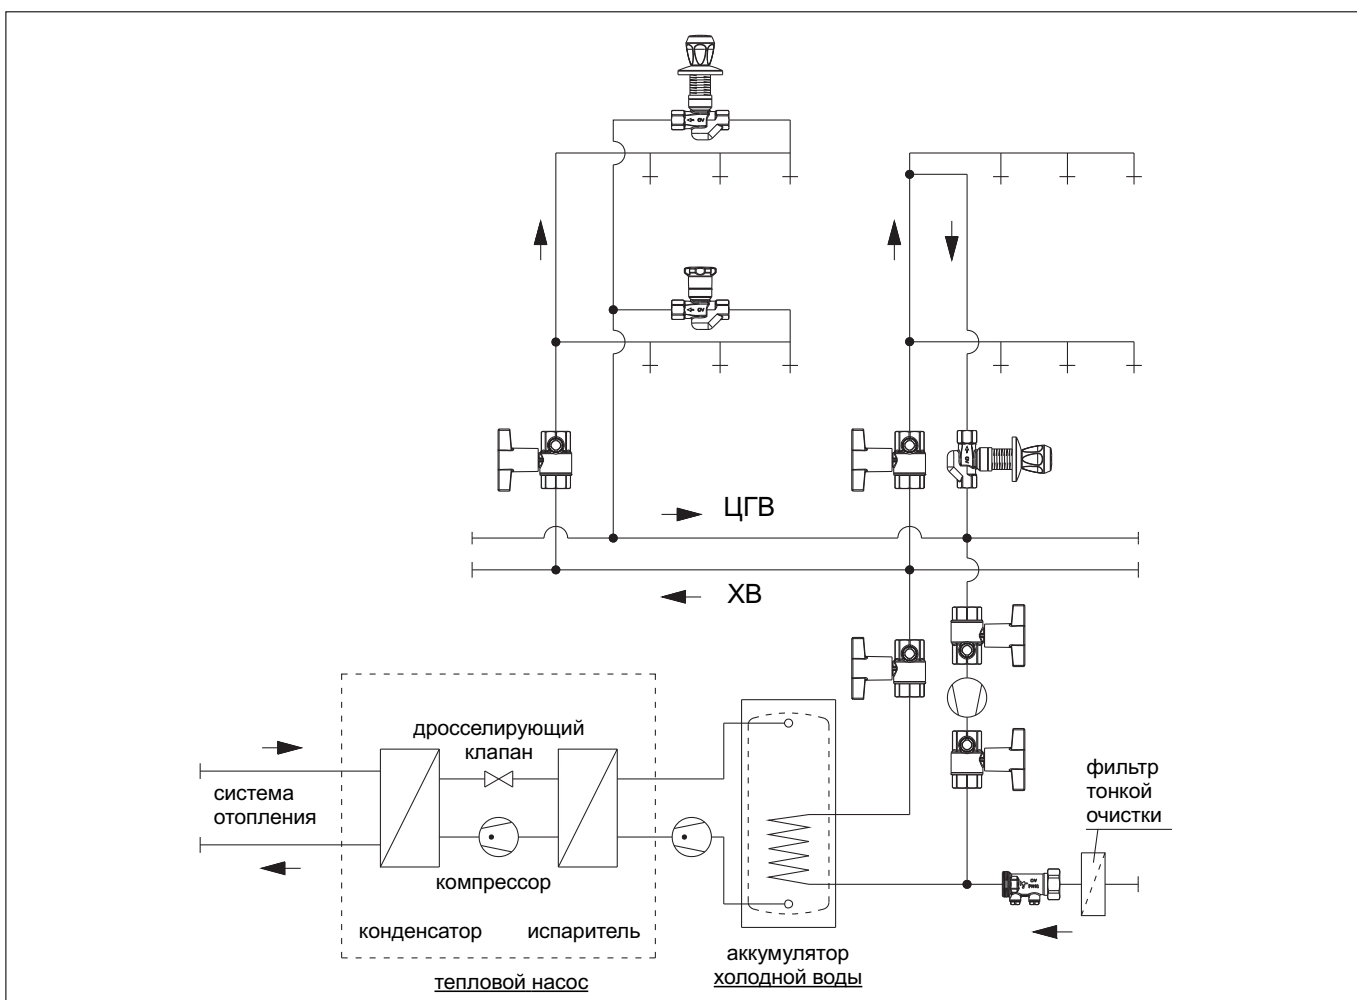 ЦГВ
ХВ
дросселирующий
клапан
система
отопления
компрессор
конденсатор
испаритель
тепловой насос
аккумулятор
холодной воды
фильтр
тонкой
очистки